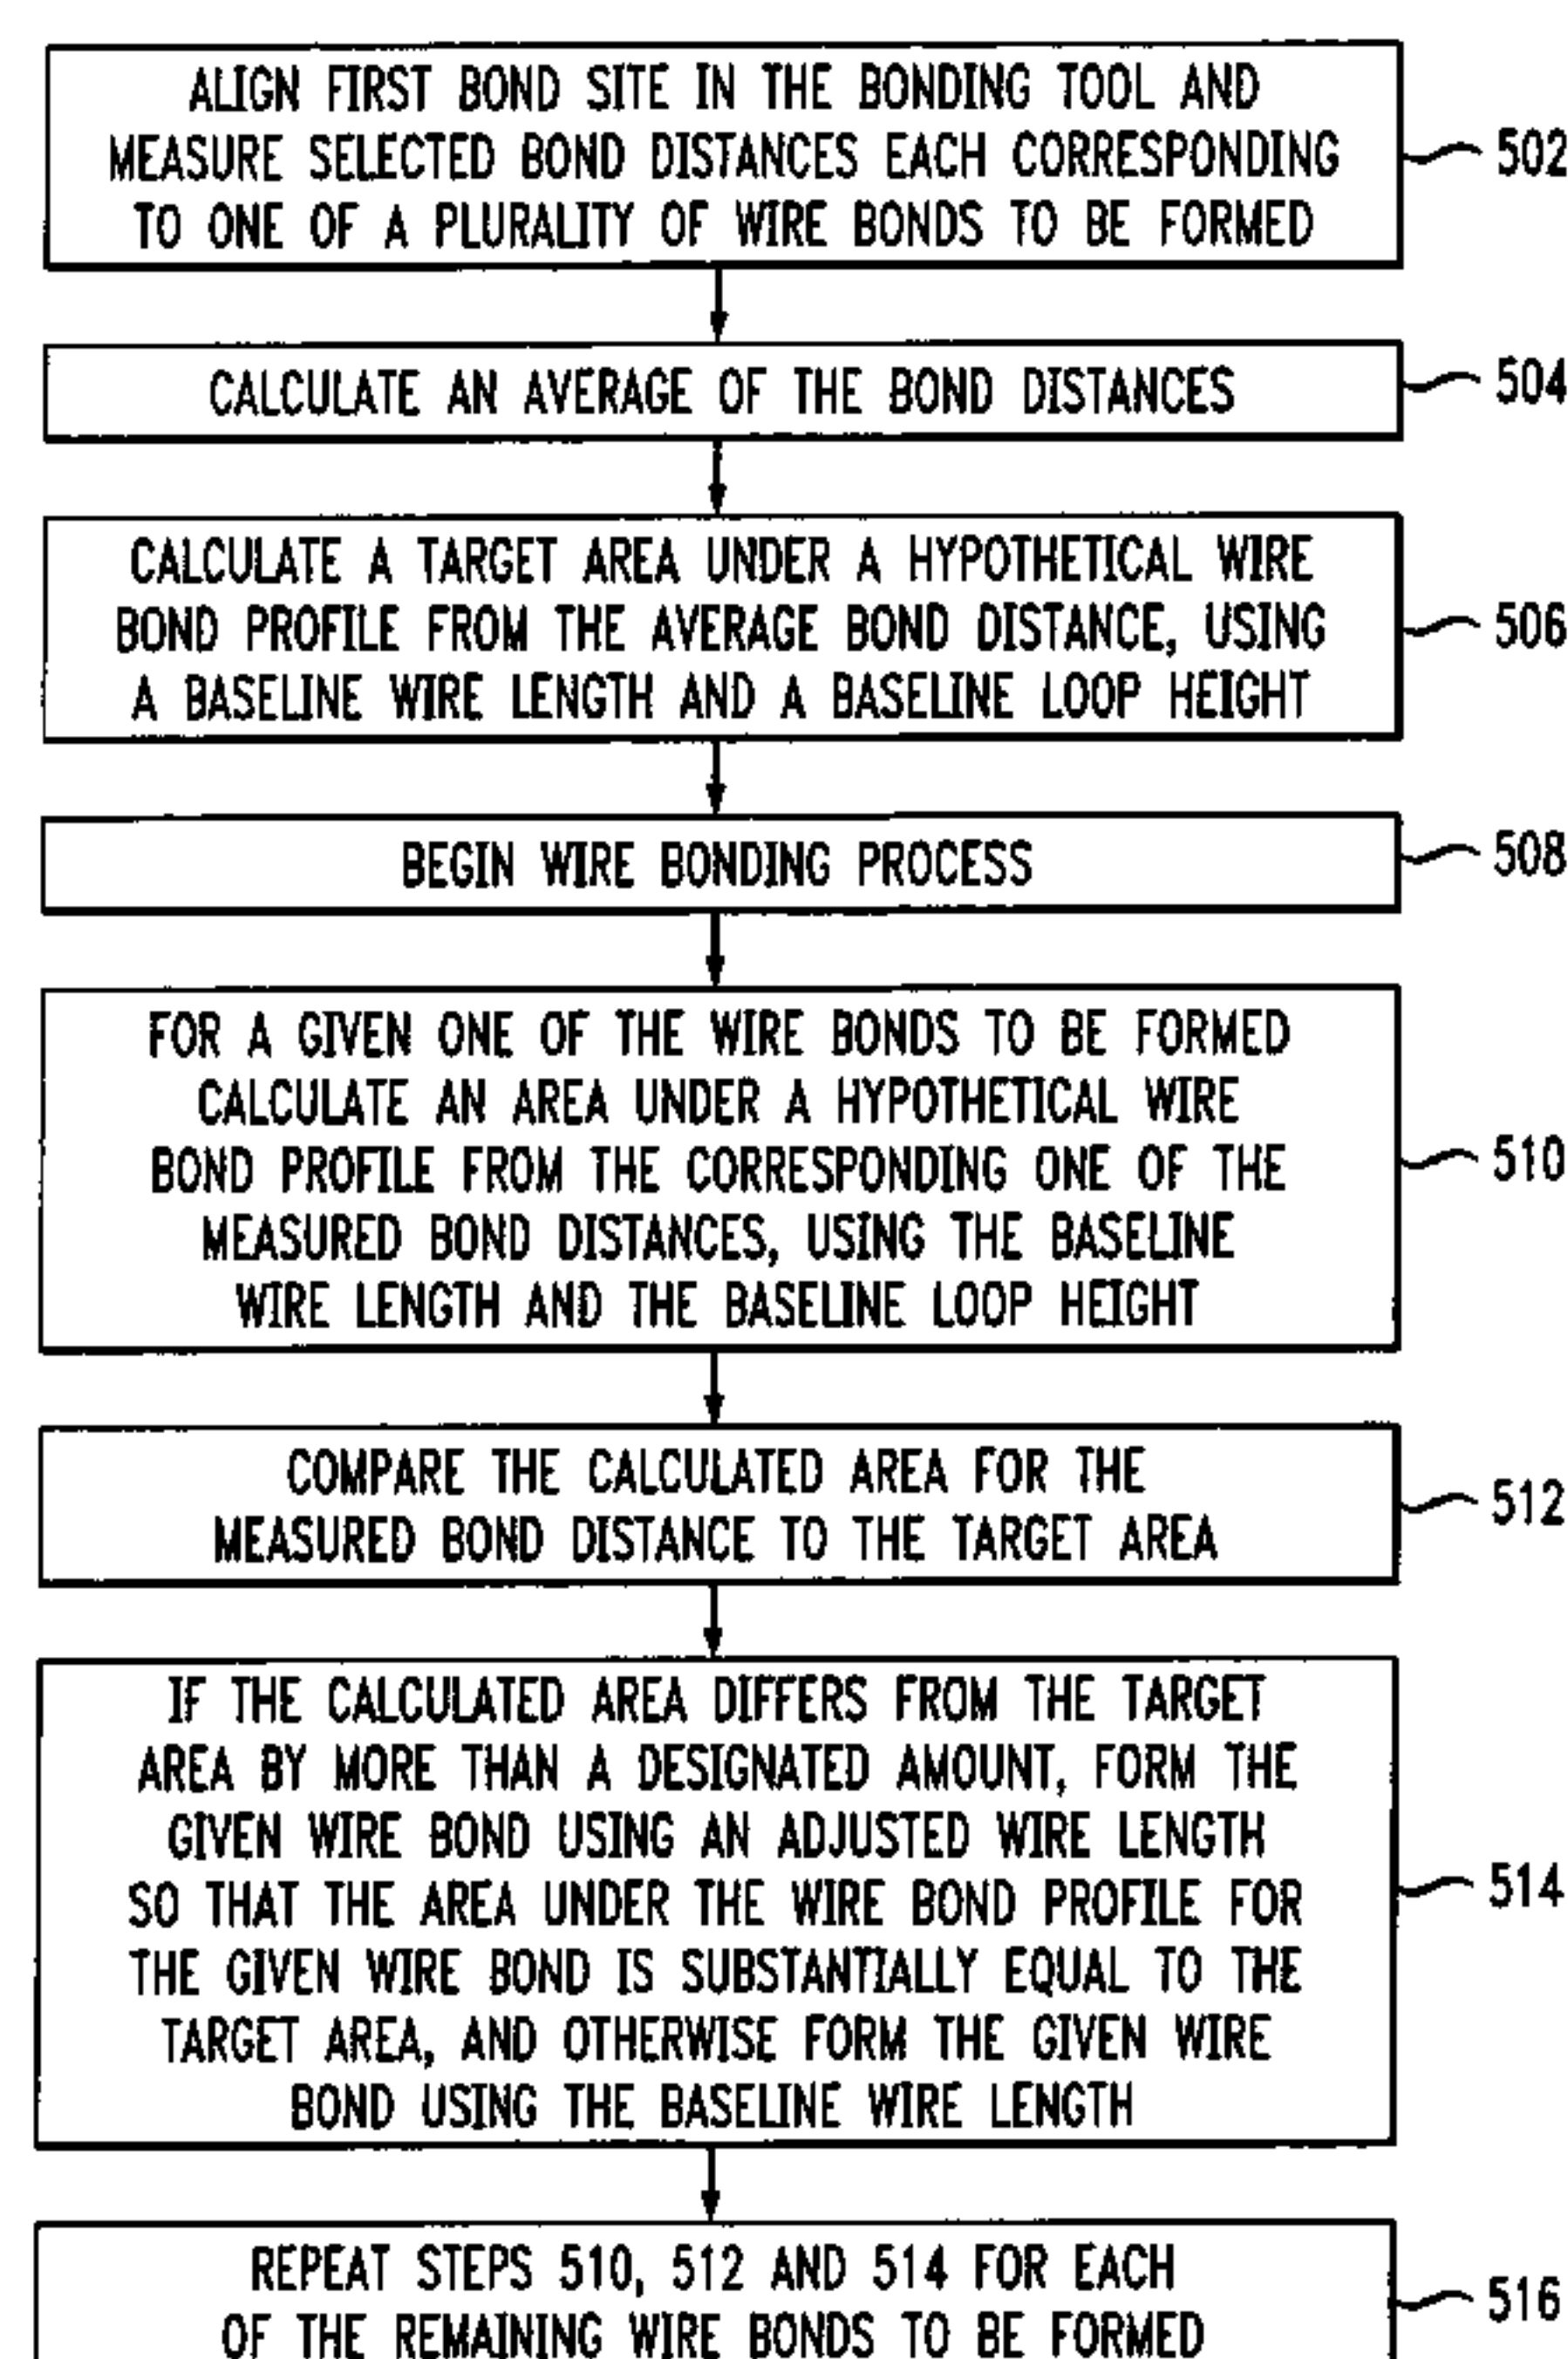 ALIGN FIRST BOND SITE IN THE BONDING TOOL AND
MEASURE SELECTED BOND DISTANCES EACH CORRESPONDING
TO ONE OF A PLURALITY OF WIRE BONDS TO BE FORMED
502
CALCULATE AN AVERAGE OF THE BOND DISTANCES
504
CALCULATE A TARGET AREA UNDER A HYPOTHETICAL WIRE
BOND PROFILE FROM THE AVERAGE BOND DISTANCE, USING
A BASELINE WIRE LENGTH AND A BASELINE LOOP HEIGHT
506
BEGIN WIRE BONDING PROCESS
508
FOR A GIVEN ONE OF THE WIRE BONDS TO BE FORMED
CALCULATE AN AREA UNDER A HYPOTHETICAL WIRE
BOND PROFILE FROM THE CORRESPONDING ONE OF THE
MEASURED BOND DISTANCES, USING THE BASELINE
WIRE LENGTH AND THE BASELINE LOOP HEIGHT
510
COMPARE THE CALCULATED AREA FOR THE
MEASURED BOND DISTANCE TO THE TARGET AREA
512
IF THE CALCULATED AREA DIFFERS FROM THE TARGET
AREA BY MORE THAN A DESIGNATED AMOUNT, FORM THE
GIVEN WIRE BOND USING AN ADJUSTED WIRE LENGTH
SO THAT THE AREA UNDER THE WIRE BOND PROFILE FOR
THE GIVEN WIRE BOND IS SUBSTANTIALLY EQUAL TO THE
TARGET AREA, AND OTHERWISE FORM THE GIVEN WIRE
BOND USING THE BASELINE WIRE LENGTH
514
REPEAT STEPS 510, 512 AND 514 FOR EACH
OF THE REMAINING WIRE BONDS TO BE FORMED
516